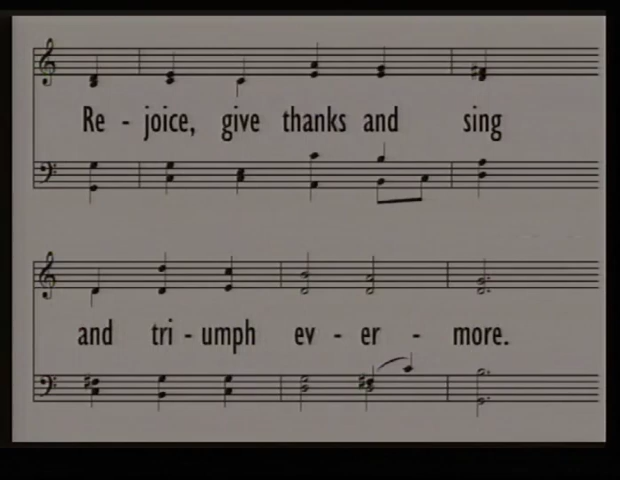 Re - joice, give thanks and sing
and tri - umph ev - er - more.